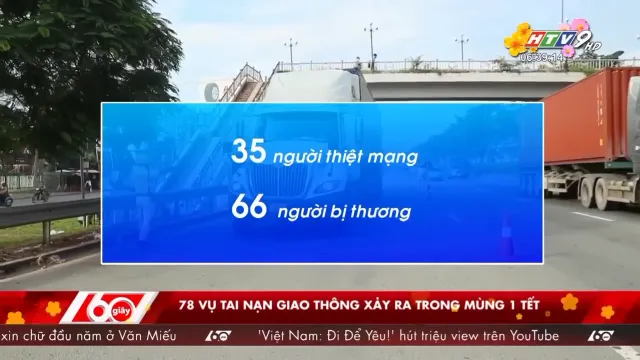 HTV9 HD
06:39:14
35 người thiệt mạng
66 người bị thương
60 giây
78 VỤ TAI NẠN GIAO THÔNG XẢY RA TRONG MÙNG 1 TẾT
xin chữ đầu năm ở Văn Miếu 60 'Việt Nam: Đi Để Yêu!' hút triệu view trên YouTube 60